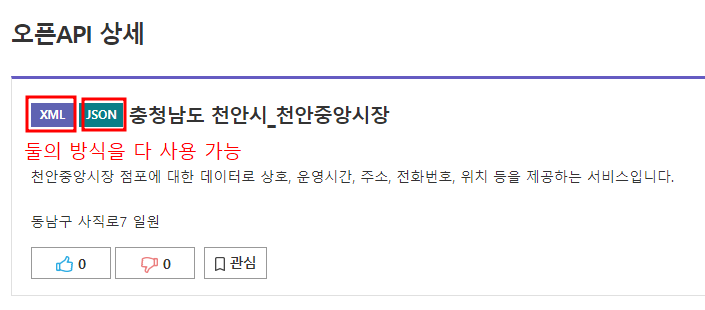 오픈API 상세
XML JSON 충청남도 천안시_천안중앙시장
둘의 방식을 다 사용 가능
천안중앙시장 점포에 대한 데이터로 상호, 운영시간, 주소, 전화번호, 위치 등을 제공하는 서비스입니다.
동남구 사직로7 일원
0 0 관심